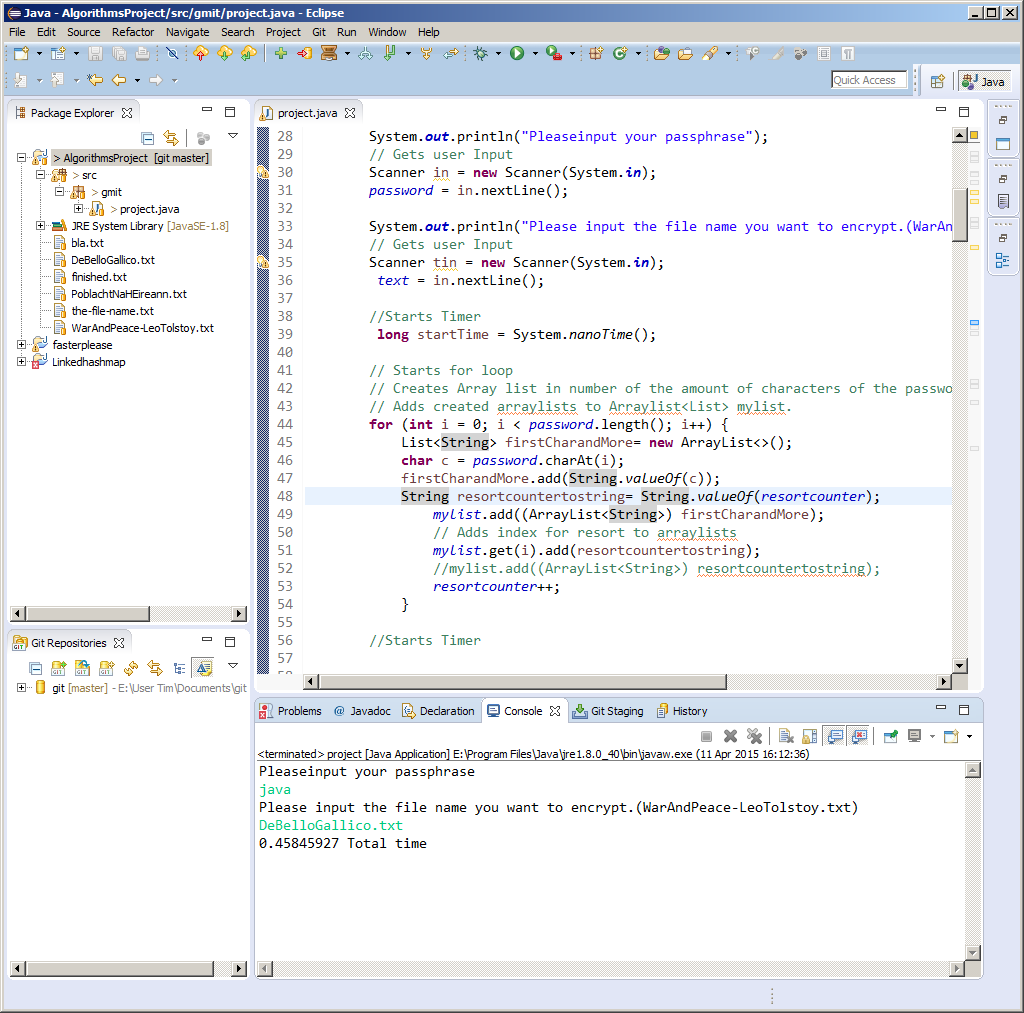 Java - AlgorithmsProject/src/gmit/project.java - Eclipse
File Edit Source Refactor Navigate Search Project Git Run Window Help
Quick Access
Java
Package Explorer
> AlgorithmsProject [git master]
> src
> gmit
> project.java
JRE System Library [JavaSE-1.8]
bla.txt
DeBelloGallico.txt
finished.txt
PoblachtNaHEireann.txt
the-file-name.txt
WarAndPeace-LeoTolstoy.txt
fasterplease
Linkedhashmap
Git Repositories
git [master] - E:\User Tim\Documents\git
project.java
28 System.out.println("Pleaseinput your passphrase");
29 // Gets user Input
30 Scanner in = new Scanner(System.in);
31 password = in.nextLine();
32
33 System.out.println("Please input the file name you want to encrypt.(WarAn
34 // Gets user Input
35 Scanner tin = new Scanner(System.in);
36 text = in.nextLine();
37
38 //Starts Timer
39 long startTime = System.nanoTime();
40
41 // Starts for loop
42 // Creates Array list in number of the amount of characters of the passwo
43 // Adds created arraylists to Arraylist<List> mylist.
44 for (int i = 0; i < password.length(); i++) {
45 List<String> firstCharandMore= new ArrayList<>();
46 char c = password.charAt(i);
47 firstCharandMore.add(String.valueOf(c));
48 String resortcountertostring= String.valueOf(resortcounter);
49 mylist.add((ArrayList<String>) firstCharandMore);
50 // Adds index for resort to arraylists
51 mylist.get(i).add(resortcountertostring);
52 //mylist.add((ArrayList<String>) resortcountertostring);
53 resortcounter++;
54 }
55
56 //Starts Timer
57
Problems @ Javadoc Declaration Console Git Staging History
<terminated> project [Java Application] E:\Program Files\Java\jre1.8.0_40\bin\javaw.exe (11 Apr 2015 16:12:36)
Pleaseinput your passphrase
java
Please input the file name you want to encrypt.(WarAndPeace-LeoTolstoy.txt)
DeBelloGallico.txt
0.45845927 Total time